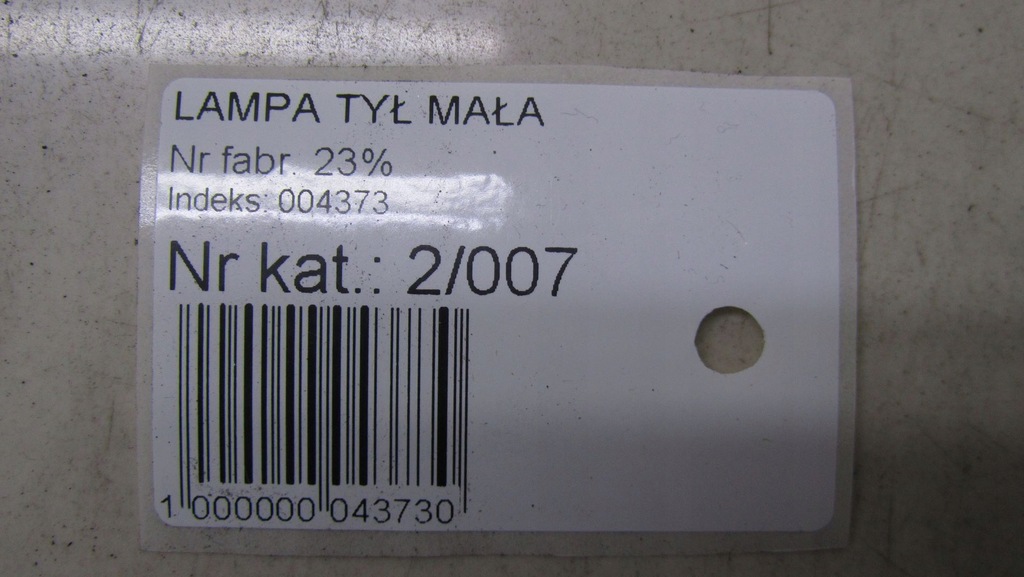 LAMPA TYŁ MAŁA
Nr fabr. 23%
Indeks: 004373
Nr kat.: 2/007
1 000000 043730